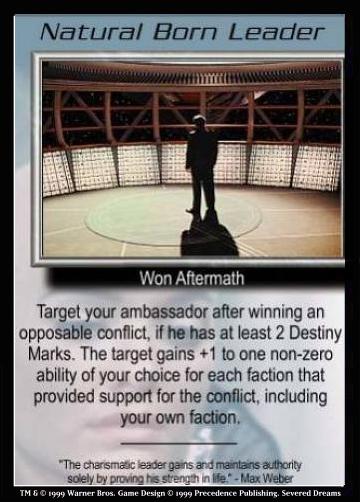 Natural Born Leader
Won Aftermath
Target your ambassador after winning an
opposable conflict, if he has at least 2 Destiny
Marks. The target gains +1 to one non-zero
ability of your choice for each faction that
provided support for the conflict, including
your own faction.
"The charismatic leader gains and maintains authority
solely by proving his strength in life." - Max Weber
TM & © 1999 Warner Bros. Game Design © 1999 Precedence Publishing. Severed Dreams